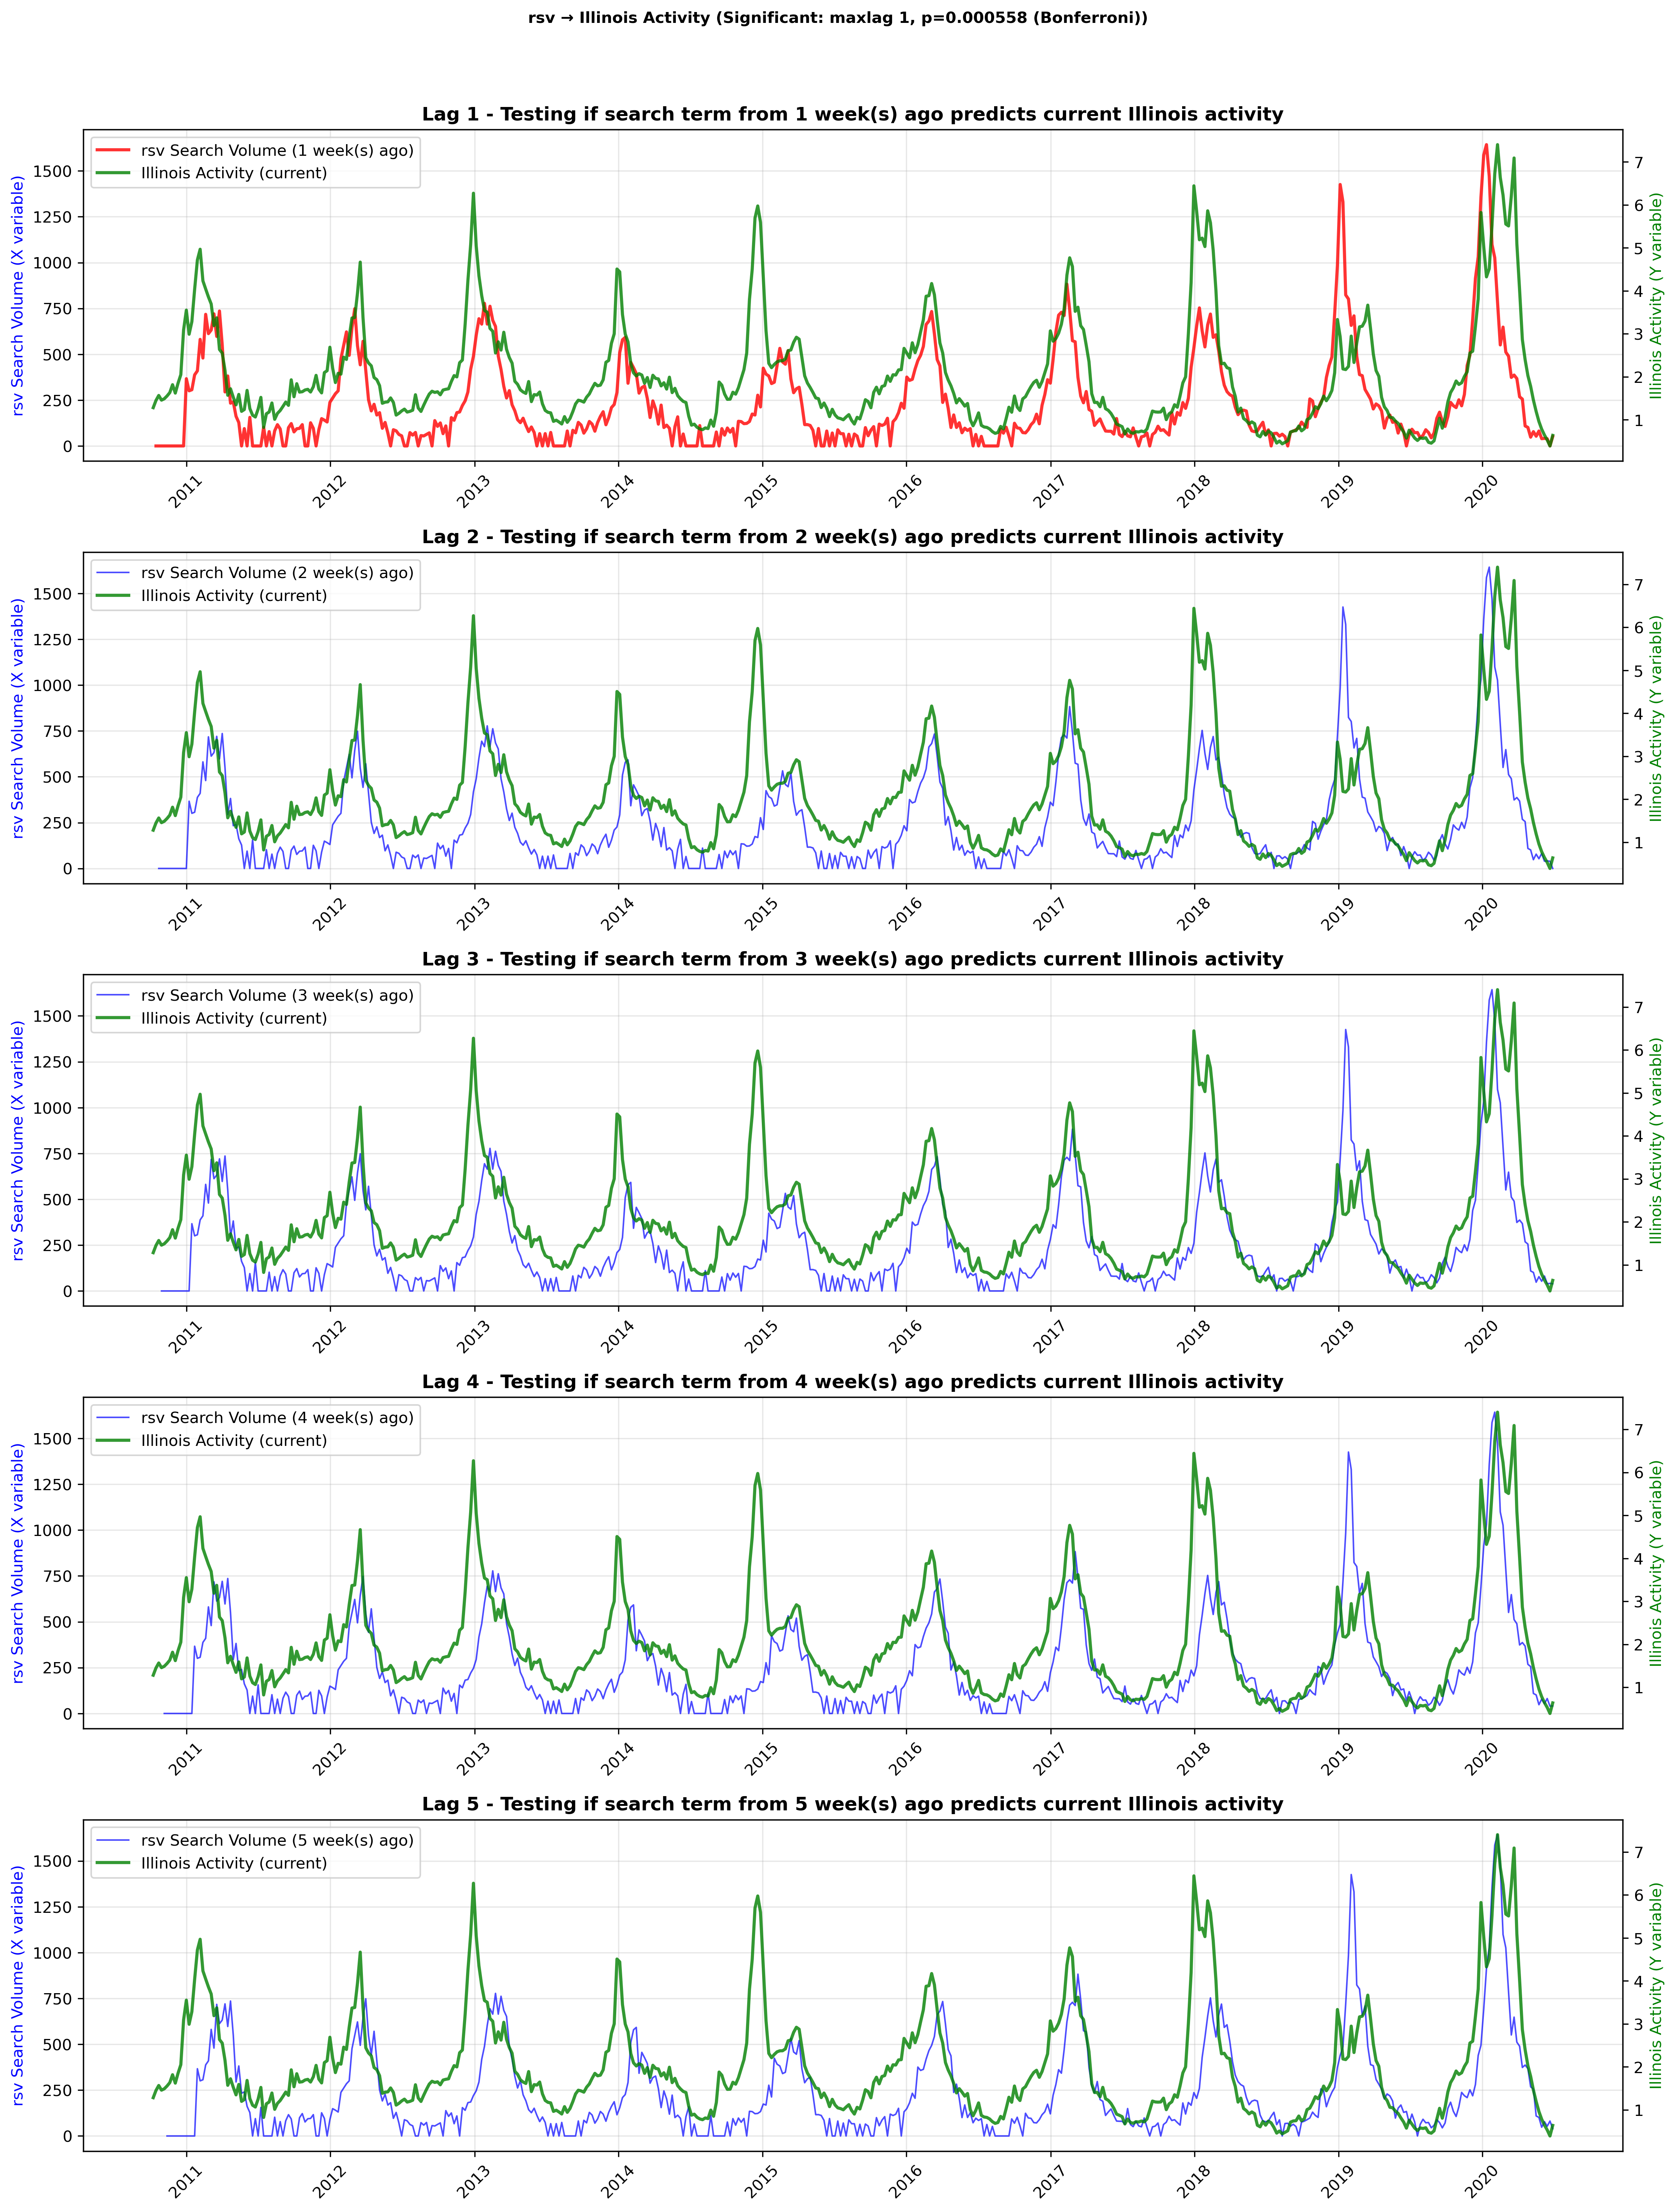 rsv → Illinois Activity (Significant: maxlag 1, p=0.000558 (Bonferroni))
Lag 1 - Testing if search term from 1 week(s) ago predicts current Illinois activity
rsv Search Volume (1 week(s) ago)
Illinois Activity (current)
rsv Search Volume (X variable)
Illinois Activity (Y variable)
1500
1250
1000
750
500
250
0
7
6
5
4
3
2
1
2011 2012 2013 2014 2015 2016 2017 2018 2019 2020
Lag 2 - Testing if search term from 2 week(s) ago predicts current Illinois activity
rsv Search Volume (2 week(s) ago)
Illinois Activity (current)
rsv Search Volume (X variable)
Illinois Activity (Y variable)
1500
1250
1000
750
500
250
0
7
6
5
4
3
2
1
2011 2012 2013 2014 2015 2016 2017 2018 2019 2020
Lag 3 - Testing if search term from 3 week(s) ago predicts current Illinois activity
rsv Search Volume (3 week(s) ago)
Illinois Activity (current)
rsv Search Volume (X variable)
Illinois Activity (Y variable)
1500
1250
1000
750
500
250
0
7
6
5
4
3
2
1
2011 2012 2013 2014 2015 2016 2017 2018 2019 2020
Lag 4 - Testing if search term from 4 week(s) ago predicts current Illinois activity
rsv Search Volume (4 week(s) ago)
Illinois Activity (current)
rsv Search Volume (X variable)
Illinois Activity (Y variable)
1500
1250
1000
750
500
250
0
7
6
5
4
3
2
1
2011 2012 2013 2014 2015 2016 2017 2018 2019 2020
Lag 5 - Testing if search term from 5 week(s) ago predicts current Illinois activity
rsv Search Volume (5 week(s) ago)
Illinois Activity (current)
rsv Search Volume (X variable)
Illinois Activity (Y variable)
1500
1250
1000
750
500
250
0
7
6
5
4
3
2
1
2011 2012 2013 2014 2015 2016 2017 2018 2019 2020